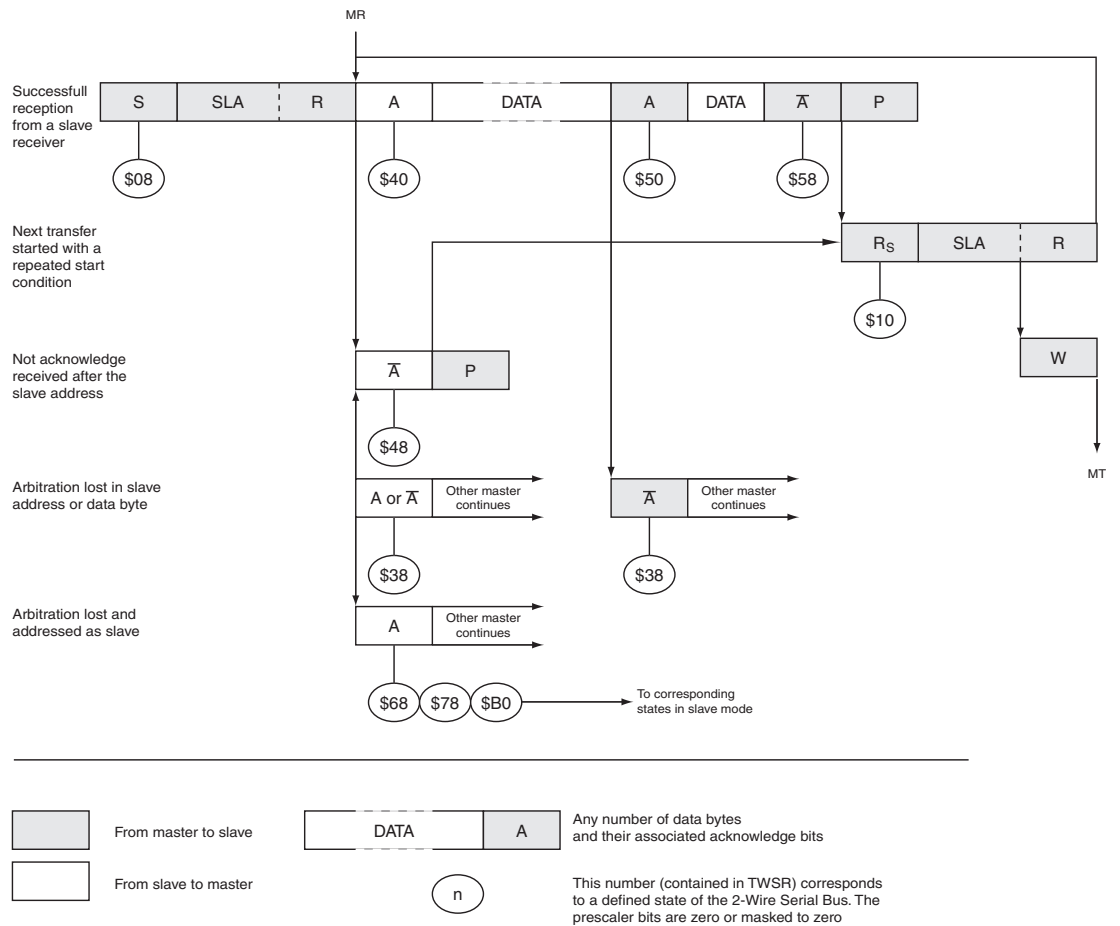 MR
Successfull
reception
from a slave
receiver
S SLA R A DATA A DATA A̅ P
$08 $40 $50 $58
Next transfer
started with a
repeated start
condition
RS SLA R
$10
Not acknowledge
received after the
slave address
A̅ P
W
$48
MT
Arbitration lost in slave
address or data byte
A or A̅ Other master
continues
A̅ Other master
continues
$38 $38
Arbitration lost and
addressed as slave
A Other master
continues
$68 $78 $B0 To corresponding
states in slave mode
From master to slave
DATA A
Any number of data bytes
and their associated acknowledge bits
From slave to master
n
This number (contained in TWSR) corresponds
to a defined state of the 2-Wire Serial Bus. The
prescaler bits are zero or masked to zero